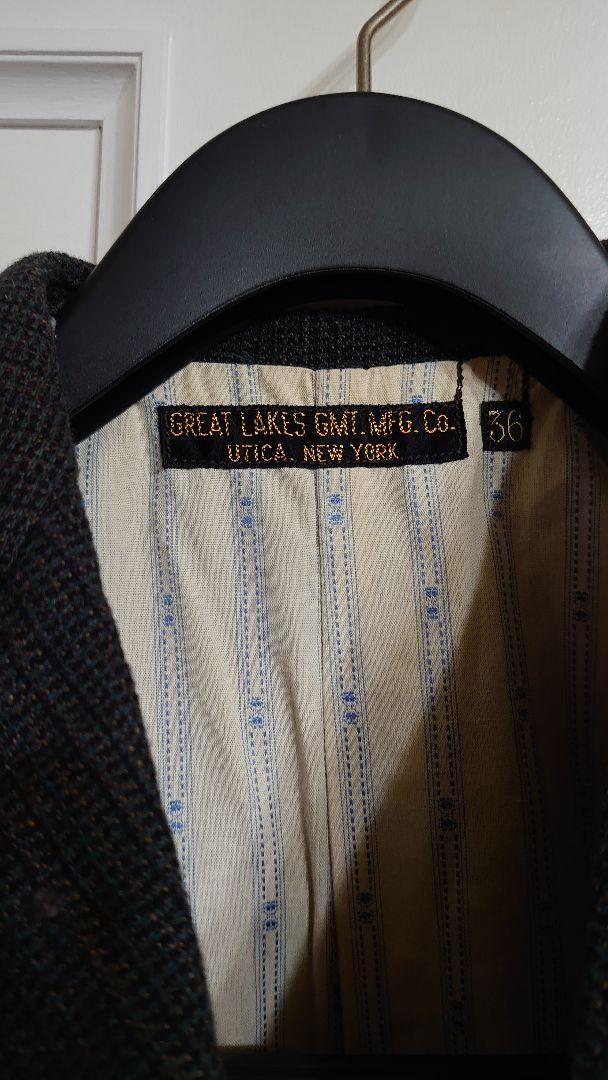 GREAT LAKES GMT. MFG. Co.
UTICA. NEW YORK
36